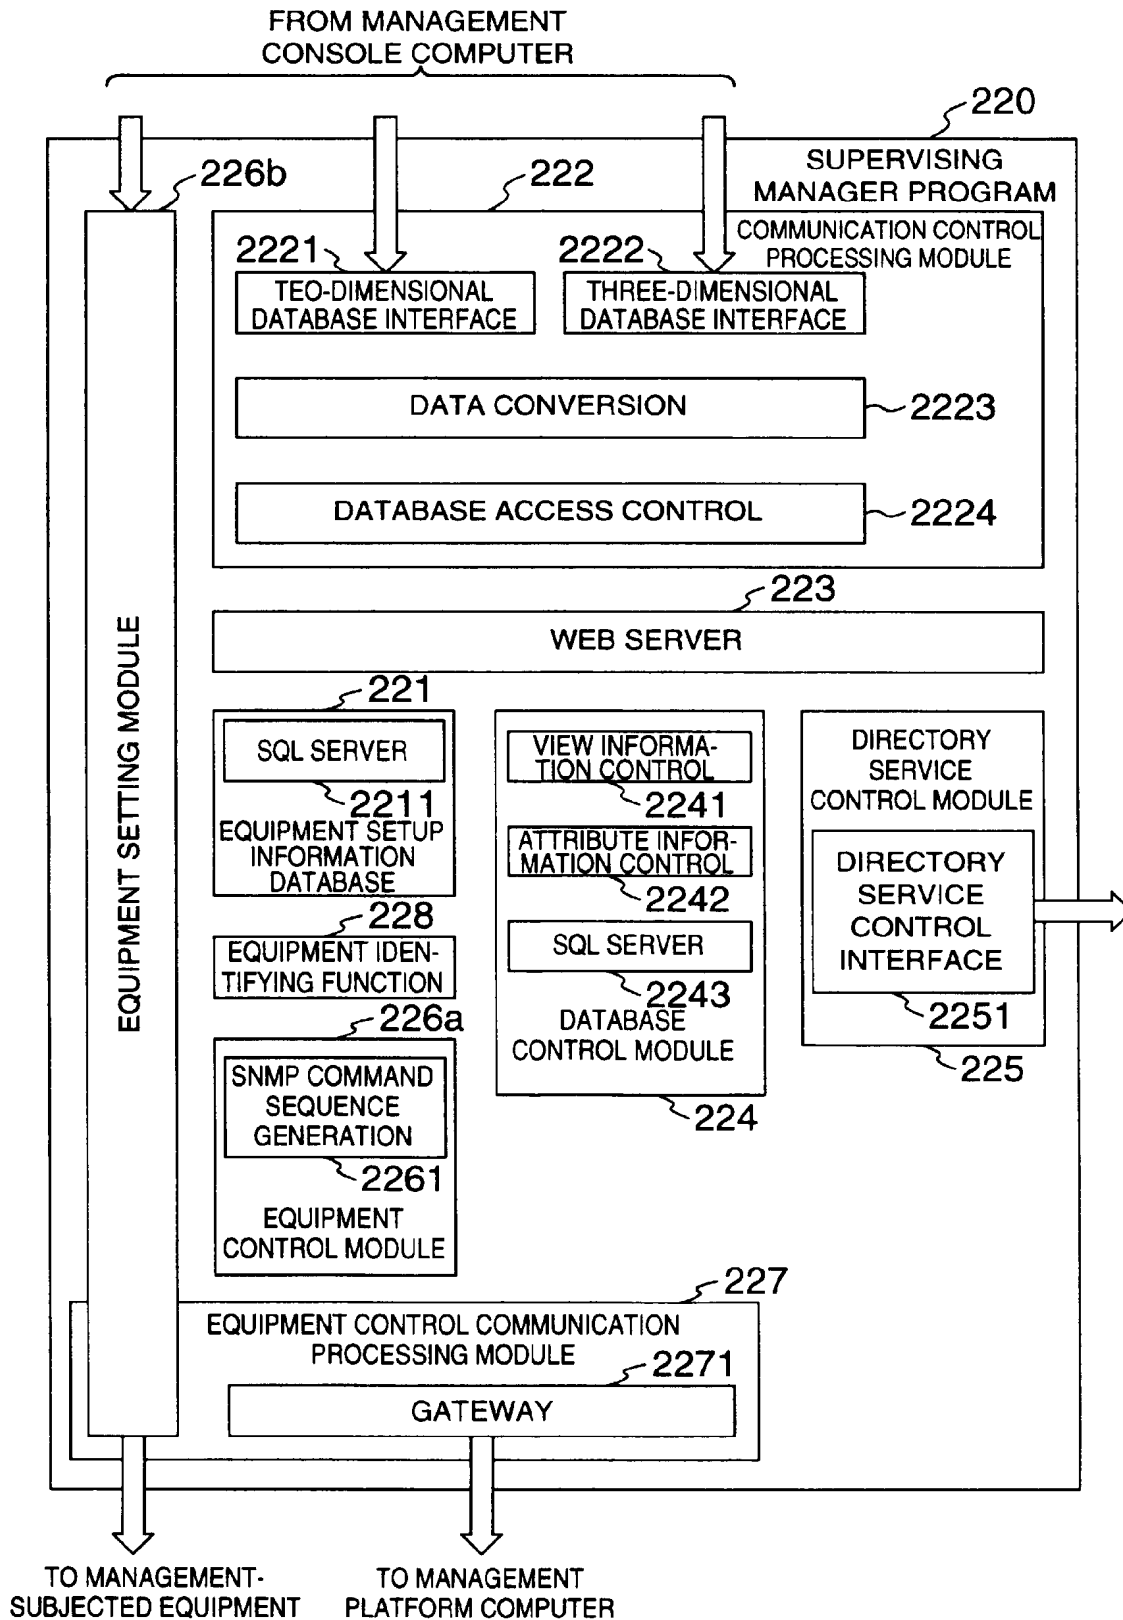 FROM MANAGEMENT
CONSOLE COMPUTER
220
SUPERVISING
MANAGER PROGRAM
226b
222
COMMUNICATION CONTROL
PROCESSING MODULE
2221
2222
TEO-DIMENSIONAL
DATABASE INTERFACE
THREE-DIMENSIONAL
DATABASE INTERFACE
DATA CONVERSION
2223
DATABASE ACCESS CONTROL
2224
223
WEB SERVER
EQUIPMENT SETTING MODULE
221
SQL SERVER
2211
EQUIPMENT SETUP
INFORMATION
DATABASE
VIEW INFORMA-
TION CONTROL
2241
ATTRIBUTE INFOR-
MATION CONTROL
2242
SQL SERVER
2243
DATABASE
CONTROL MODULE
224
DIRECTORY
SERVICE
CONTROL MODULE
DIRECTORY
SERVICE
CONTROL
INTERFACE
2251
225
228
EQUIPMENT IDEN-
TIFYING FUNCTION
226a
SNMP COMMAND
SEQUENCE
GENERATION
2261
EQUIPMENT
CONTROL MODULE
227
EQUIPMENT CONTROL COMMUNICATION
PROCESSING MODULE
2271
GATEWAY
TO MANAGEMENT-
SUBJECTED EQUIPMENT
TO MANAGEMENT
PLATFORM COMPUTER